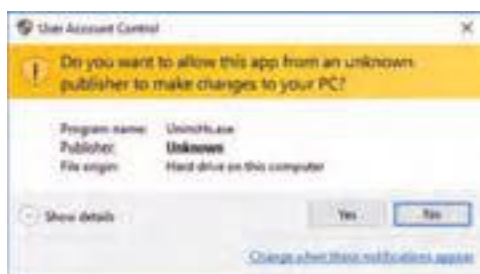 User Account Control
Do you want to allow this app from an unknown
publisher to make changes to your PC?
Program name:
Publisher: Unknown
File origin: Hard drive on this computer
Show details Yes No
Change when these notifications appear